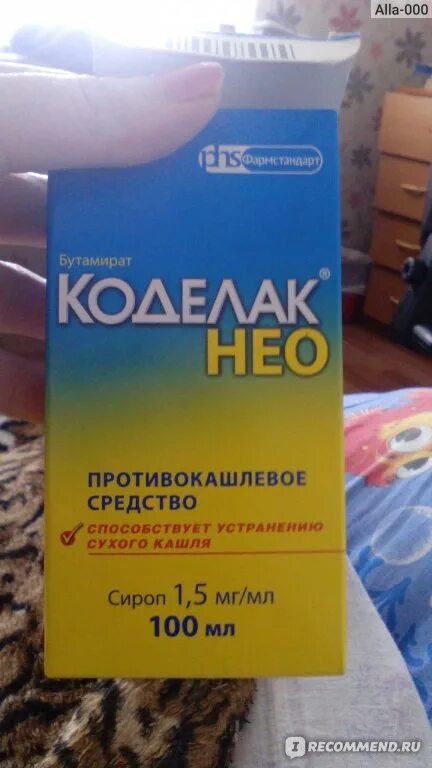 Alla-000
phs Фармстандарт
Бутамират
КОДЕЛАК®
НЕО
ПРОТИВОКАШЛЕВОЕ
СРЕДСТВО
СПОСОБСТВУЕТ УСТРАНЕНИЮ
СУХОГО КАШЛЯ
Сироп 1,5 мг/мл
100 мл
IRECOMMEND.RU